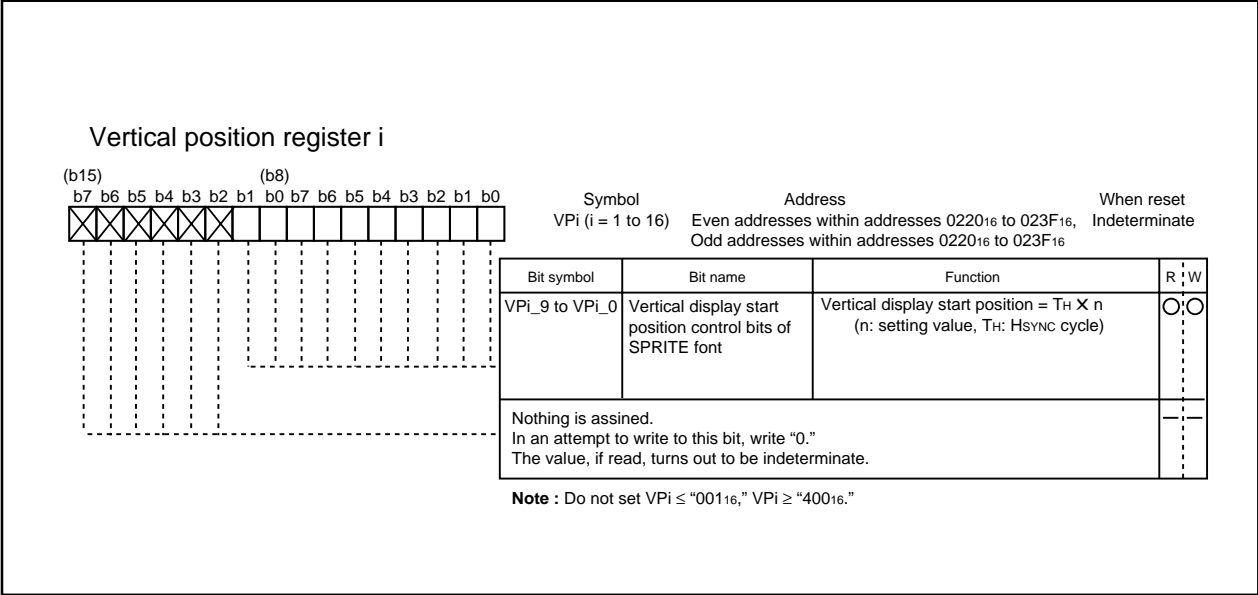 Vertical position register i
(b15) (b8)
b7 b6 b5 b4 b3 b2 b1 b0 b7 b6 b5 b4 b3 b2 b1 b0
Symbol Address When reset
VPi (i = 1 to 16) Even addresses within addresses 022016 to 023F16, Indeterminate
Odd addresses within addresses 022016 to 023F16
Bit symbol Bit name Function R W
VPi_9 to VPi_0 Vertical display start Vertical display start position = TH X n
position control bits of (n: setting value, TH: HSYNC cycle)
SPRITE font
Nothing is assined.
In an attempt to write to this bit, write “0.”
The value, if read, turns out to be indeterminate.
Note : Do not set VPi ≤ “00116,” VPi ≥ “40016.”